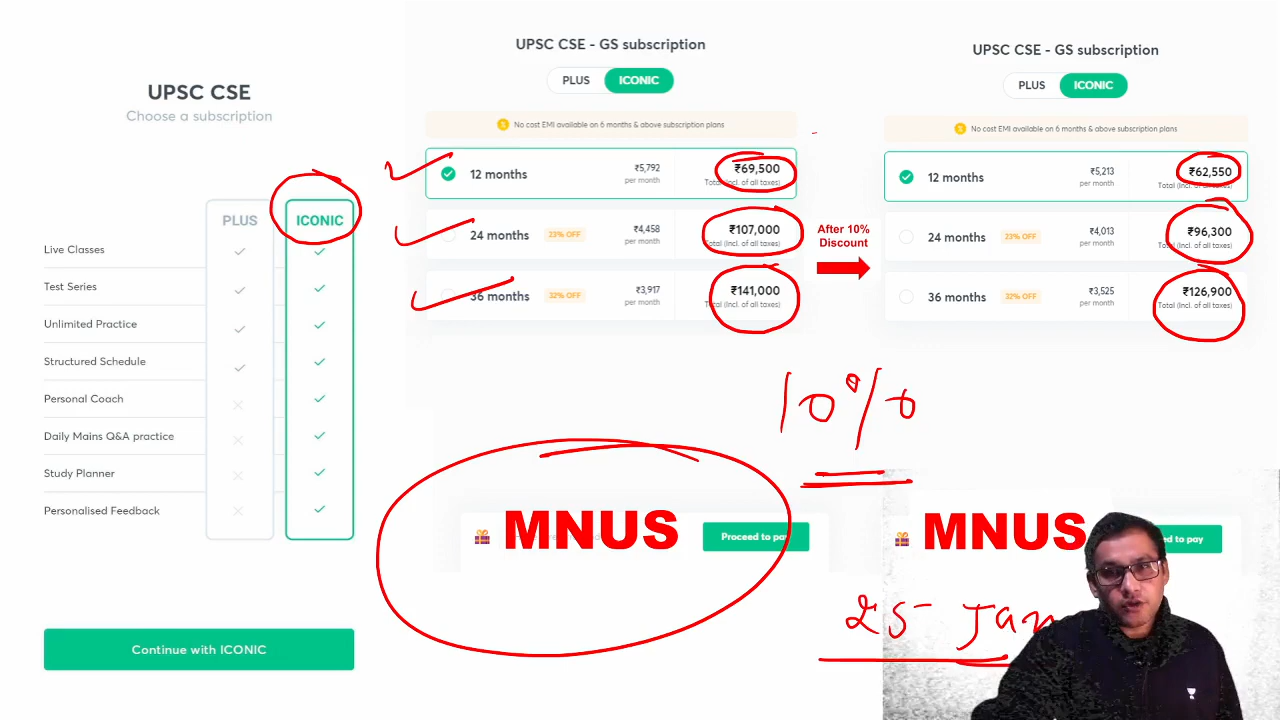 UPSC CSE
Choose a subscription
PLUS
ICONIC
Live Classes
Test Series
Unlimited Practice
Structured Schedule
Personal Coach
Daily Mains Q&A practice
Study Planner
Personalised Feedback
Continue with ICONIC
UPSC CSE - GS subscription
PLUS ICONIC
No cost EMI available on 6 months & above subscription plans
12 months ₹5,792 ₹69,500
per month Total (Incl. of all taxes)
24 months 23% OFF ₹4,458 ₹107,000
per month Total (Incl. of all taxes)
36 months 32% OFF ₹3,917 ₹141,000
per month Total (Incl. of all taxes)
After 10%
Discount
UPSC CSE - GS subscription
PLUS ICONIC
No cost EMI available on 6 months & above subscription plans
12 months ₹5,213 ₹62,550
per month Total (Incl. of all taxes)
24 months 23% OFF ₹4,013 ₹96,300
per month Total (Incl. of all taxes)
36 months 32% OFF ₹3,525 ₹126,900
per month Total (Incl. of all taxes)
10%
MNUS Proceed to pay
MNUS ed to pay
25 Jan